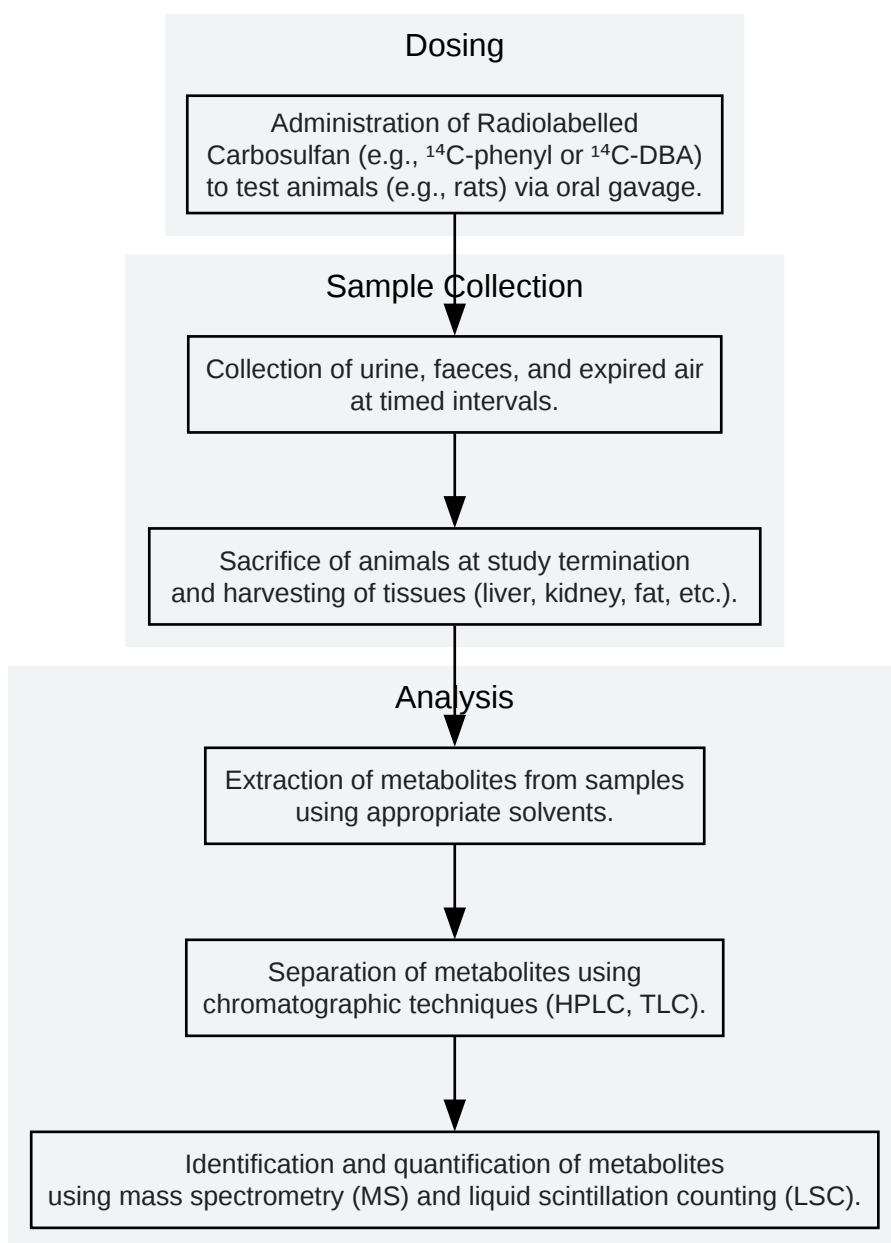 Dosing
Administration of Radiolabelled
Carbosulfan (e.g., ¹⁴C-phenyl or ¹⁴C-DBA)
to test animals (e.g., rats) via oral gavage.
Sample Collection
Collection of urine, faeces, and expired air
at timed intervals.
Sacrifice of animals at study termination
and harvesting of tissues (liver, kidney, fat, etc.).
Analysis
Extraction of metabolites from samples
using appropriate solvents.
Separation of metabolites using
chromatographic techniques (HPLC, TLC).
Identification and quantification of metabolites
using mass spectrometry (MS) and liquid scintillation counting (LSC).